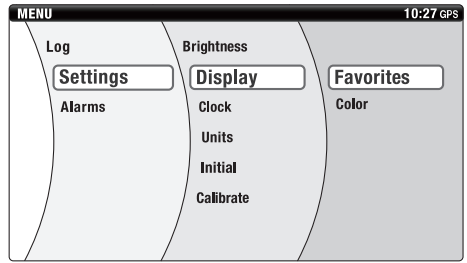 MENU 10:27 GPS
Log Brightness
Settings Display Favorites
Alarms Clock Color
Units
Initial
Calibrate